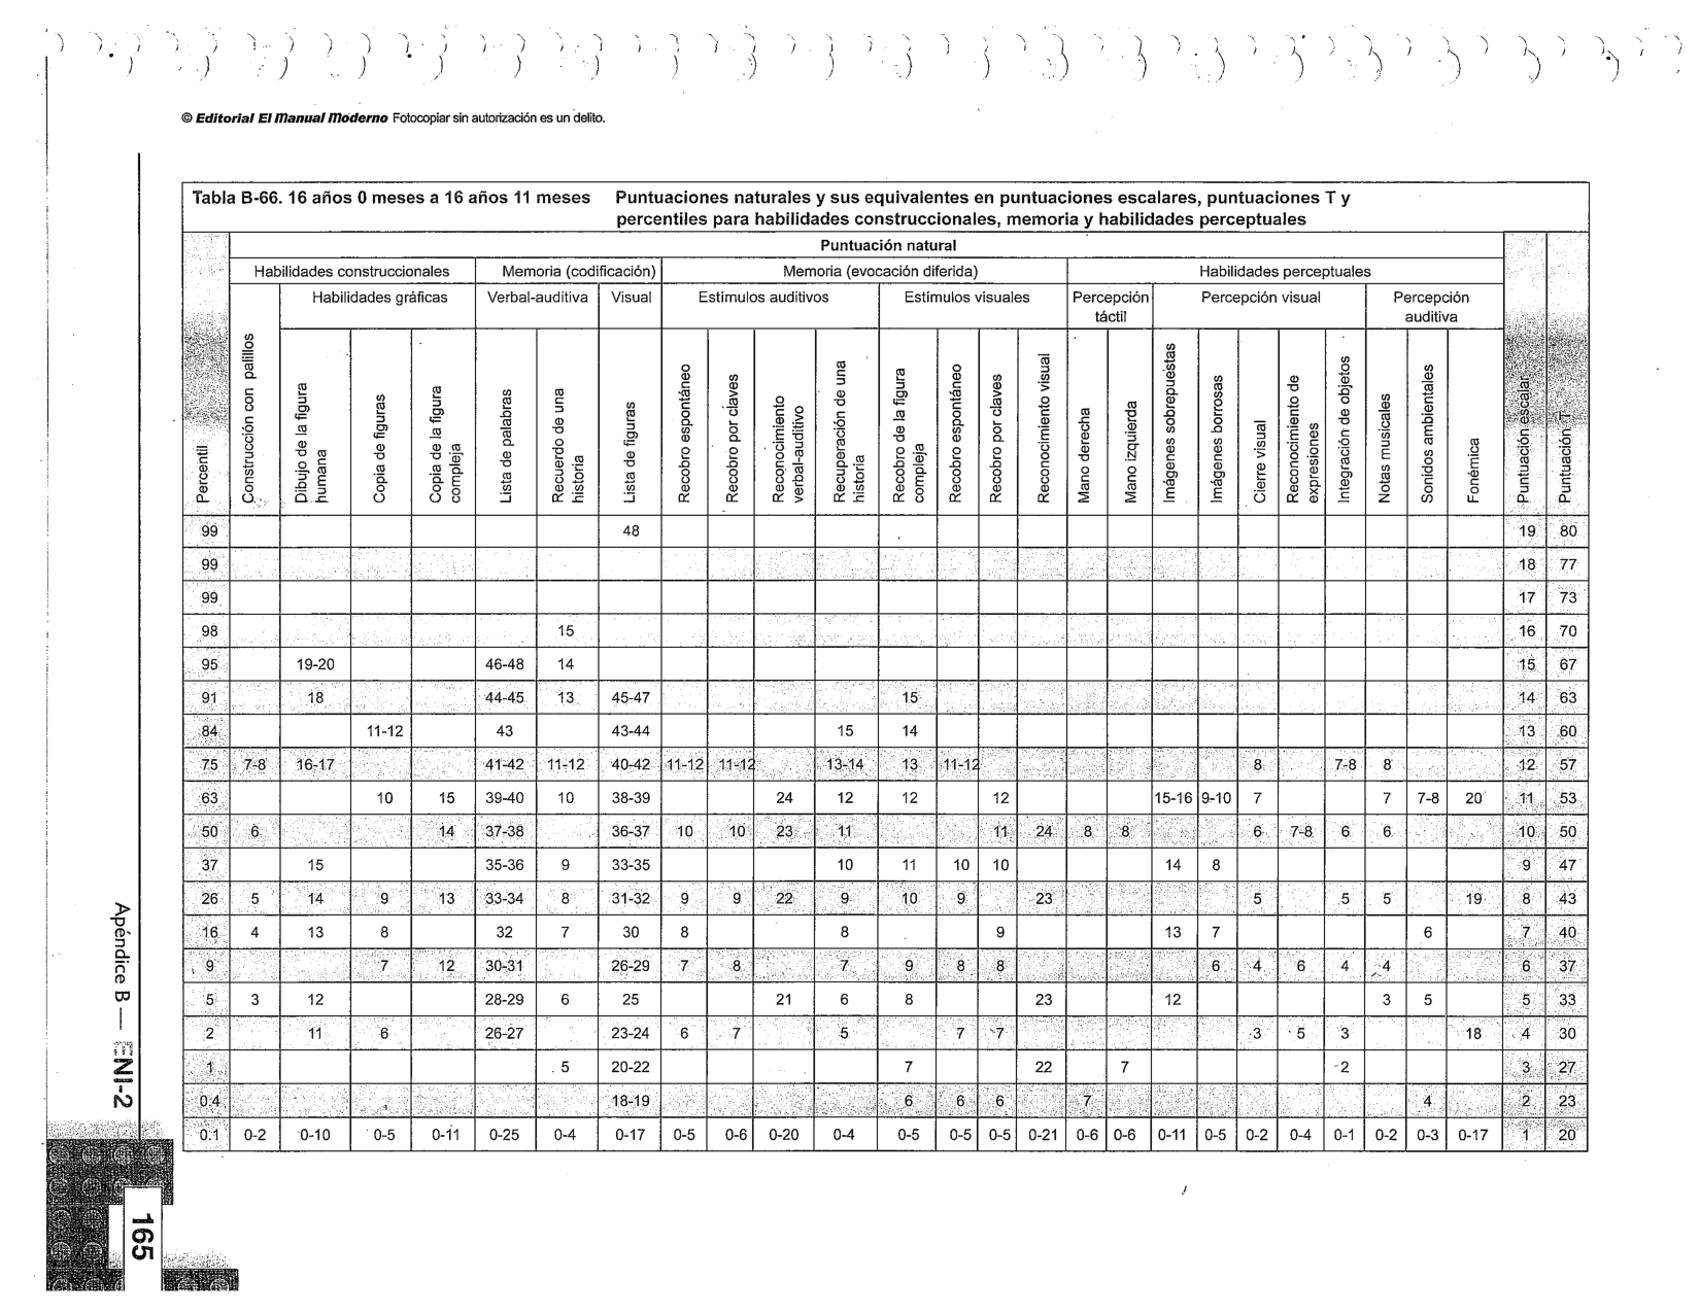 © Editorial El Manual Moderno Fotocopiar sin autorización es un delito.
Tabla B-66. 16 años 0 meses a 16 años 11 meses Puntuaciones naturales y sus equivalentes en puntuaciones escalares, puntuaciones T y
percentiles para habilidades construccionales, memoria y habilidades perceptuales
Puntuación natural
Habilidades construccionales Memoria (codificación) Memoria (evocación diferida) Habilidades perceptuales
Habilidades gráficas Verbal-auditiva Visual Estímulos auditivos Estímulos visuales Percepción táctil Percepción visual Percepción auditiva
Percentil
Construcción con palillos
Dibujo de la figura humana
Copia de figuras
Copia de la figura compleja
Lista de palabras
Recuerdo de una historia
Lista de figuras
Recobro espontáneo
Recobro por claves
Reconocimiento verbal-auditivo
Recuperación de una historia
Recobro de la figura compleja
Recobro espontáneo
Recobro por claves
Reconocimiento visual
Mano derecha
Mano izquierda
Imágenes sobrepuestas
Imágenes borrosas
Cierre visual
Reconocimiento de expresiones
Integración de objetos
Notas musicales
Sonidos ambientales
Fonémica
Puntuación escalar
Puntuación T
99 48 19 80
99 18 77
99 17 73
98 15 16 70
95 19-20 46-48 14 15 67
91 18 44-45 13 45-47 15 14 63
84 11-12 43 43-44 15 14 13 60
75 7-8 16-17 41-42 11-12 40-42 11-12 11-12 13-14 13 11-12 8 7-8 8 12 57
63 10 15 39-40 10 38-39 24 12 12 12 15-16 9-10 7 7 7-8 20 11 53
50 6 14 37-38 36-37 10 10 23 11 11 24 8 8 6 7-8 6 6 10 50
37 15 35-36 9 33-35 10 11 10 10 14 8 9 47
26 5 14 9 13 33-34 8 31-32 9 9 22 9 10 9 23 5 5 5 19 8 43
16 4 13 8 32 7 30 8 8 9 13 7 6 7 40
9 7 12 30-31 26-29 7 8 7 9 8 8 6 4 6 4 4 6 37
5 3 12 28-29 6 25 21 6 8 23 12 3 5 5 33
2 11 6 26-27 23-24 6 7 5 7 7 3 5 3 18 4 30
1 5 20-22 7 22 7 2 3 27
0.4 18-19 6 6 6 7 4 2 23
0.1 0-2 0-10 0-5 0-11 0-25 0-4 0-17 0-5 0-6 0-20 0-4 0-5 0-5 0-5 0-21 0-6 0-6 0-11 0-5 0-2 0-4 0-1 0-2 0-3 0-17 1 20
Apéndice B — ENI-2
165